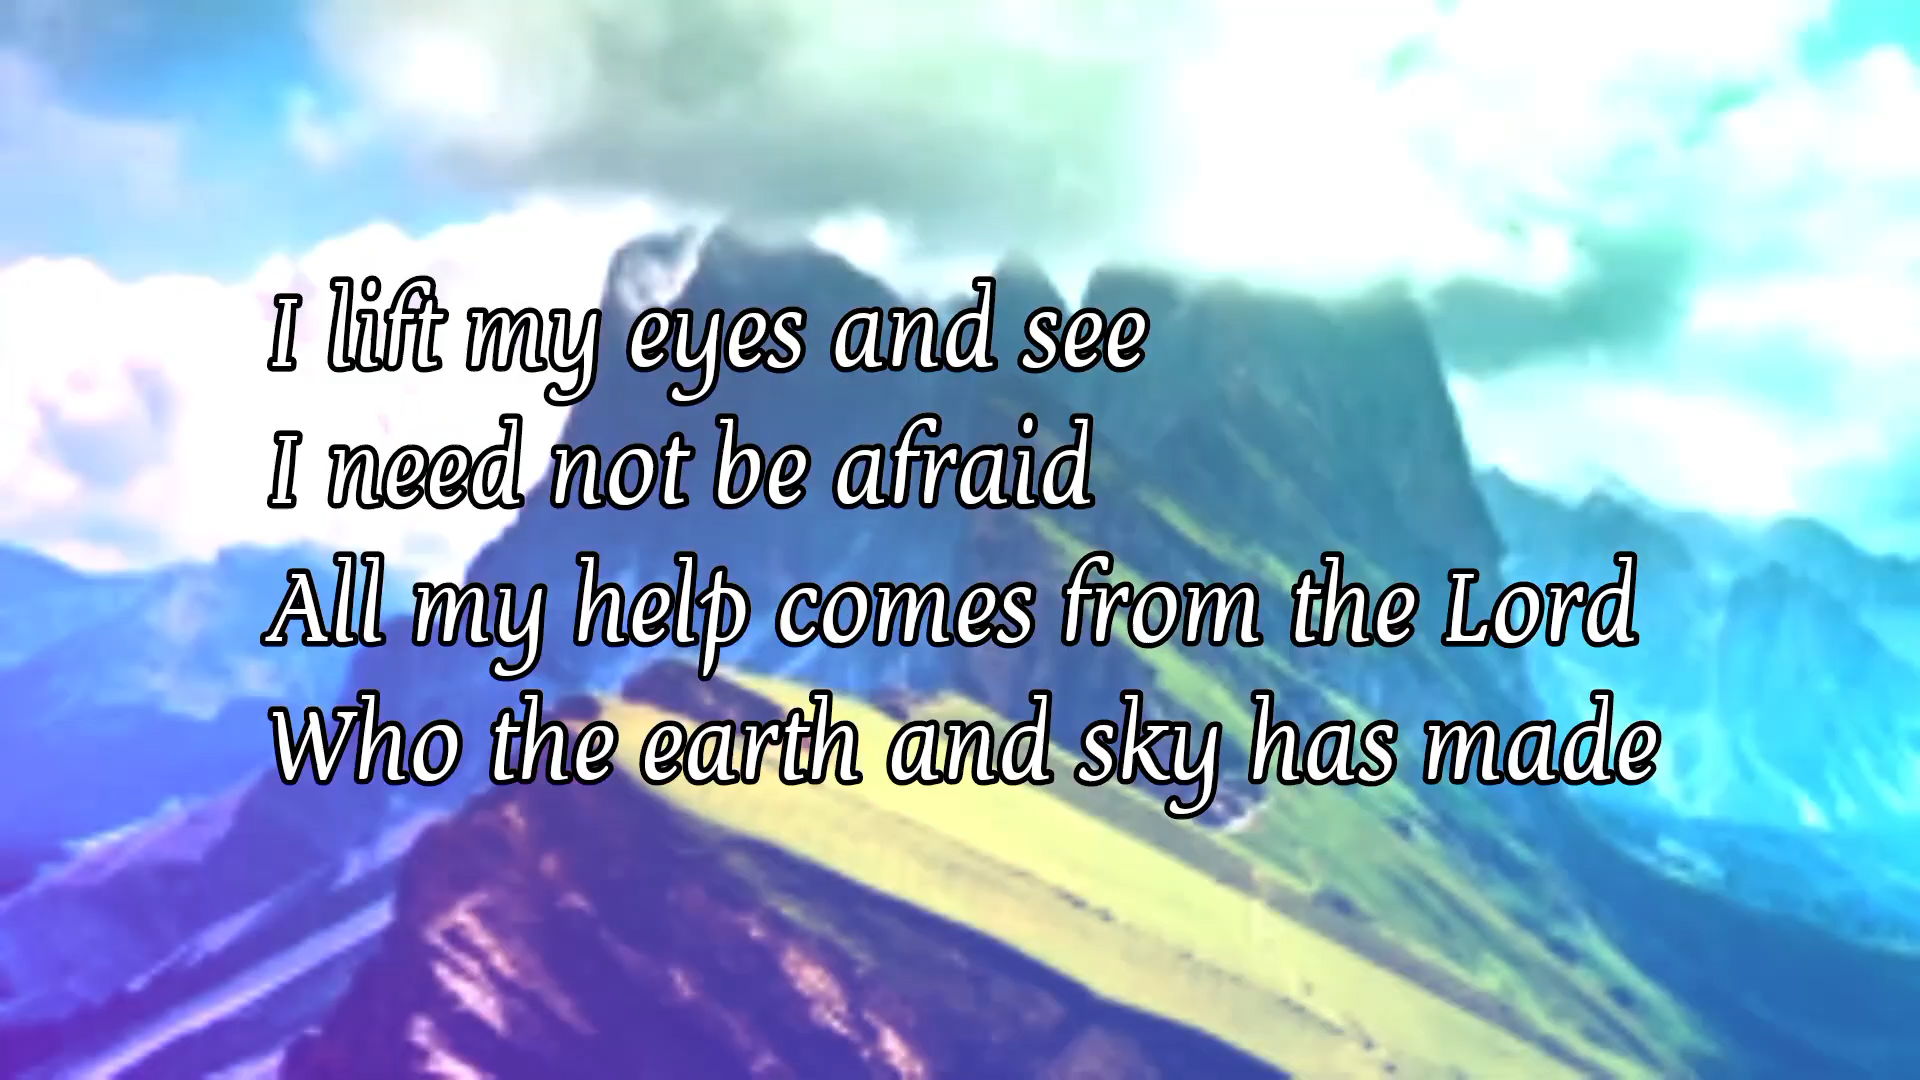 I lift my eyes and see
I need not be afraid
All my help comes from the Lord
Who the earth and sky has made